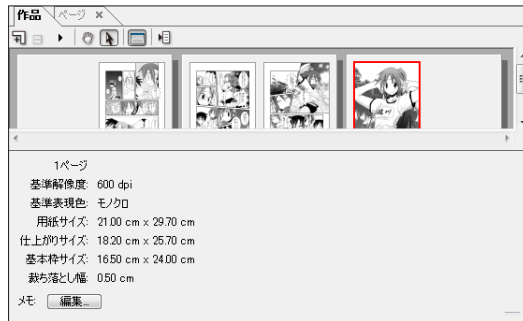 作品 ページ ×
1ページ
基準解像度: 600 dpi
基準表現色: モノクロ
用紙サイズ: 21.00 cm x 29.70 cm
仕上がりサイズ: 18.20 cm x 25.70 cm
基本枠サイズ: 16.50 cm x 24.00 cm
裁ち落とし幅: 0.50 cm
メモ: 編集...